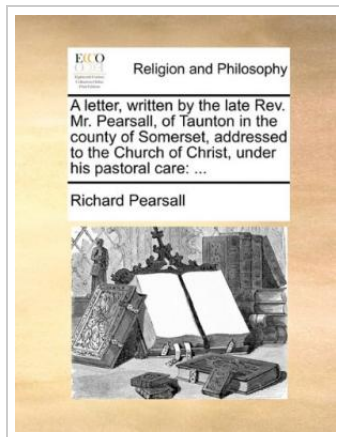 ECCO
Religion and Philosophy
A letter, written by the late Rev.
Mr. Pearsall, of Taunton in the
county of Somerset, addressed
to the Church of Christ, under
his pastoral care: ...
Richard Pearsall